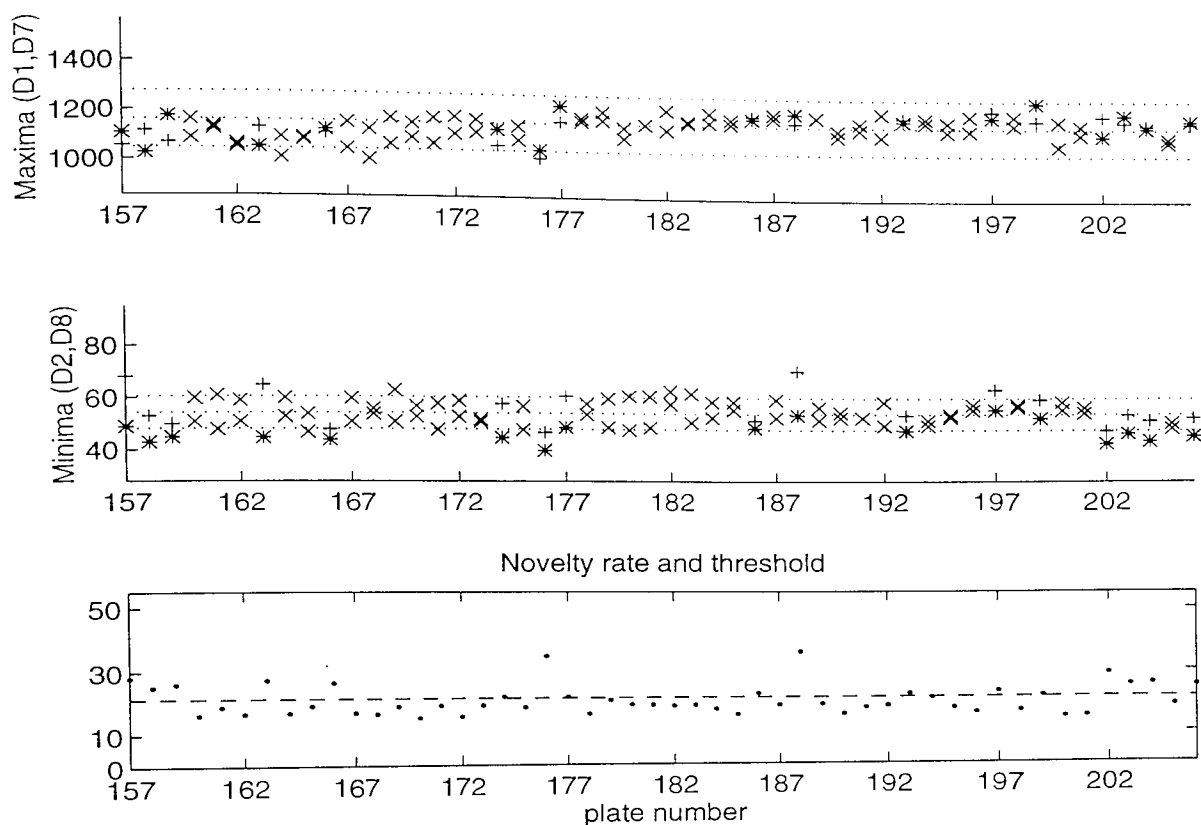 Maxima (D1,D7)
1400
1200
1000
157 162 167 172 177 182 187 192 197 202
Minima (D2,D8)
80
60
40
157 162 167 172 177 182 187 192 197 202
Novelty rate and threshold
50
30
20
10
0
157 162 167 172 177 182 187 192 197 202
plate number